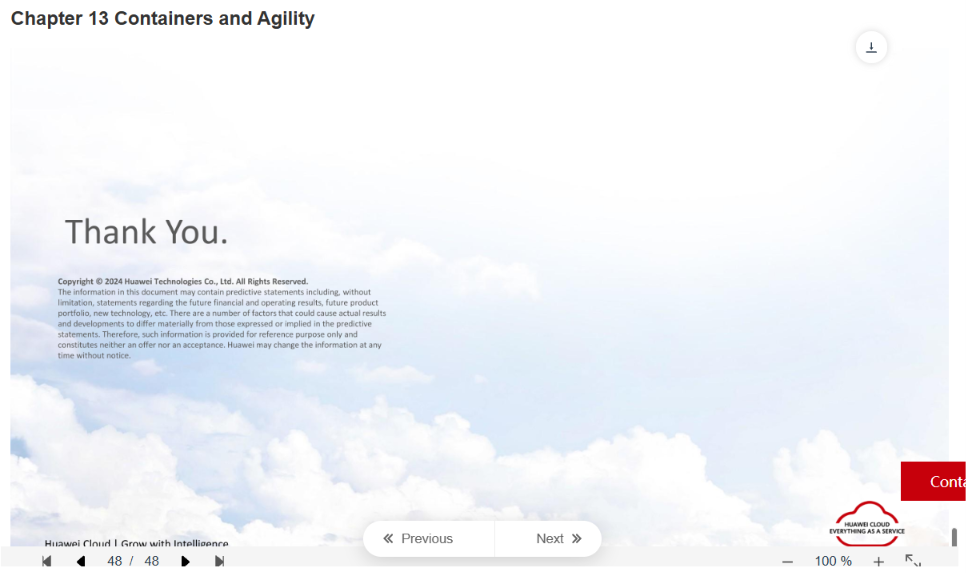 Chapter 13 Containers and Agility
Thank You.
Copyright © 2024 Huawei Technologies Co., Ltd. All Rights Reserved.
The information in this document may contain predictive statements including, without
limitation, statements regarding the future financial and operating results, future product
portfolio, new technology, etc. There are a number of factors that could cause actual results
and developments to differ materially from those expressed or implied in the predictive
statements. Therefore, such information is provided for reference purpose only and
constitutes neither an offer nor an acceptance. Huawei may change the information at any
time without notice.
Conta
HUAWEI CLOUD
EVERYTHING AS A SERVICE
Huawei Cloud | Grow with Intelligence
Previous
Next
48 / 48
100 %